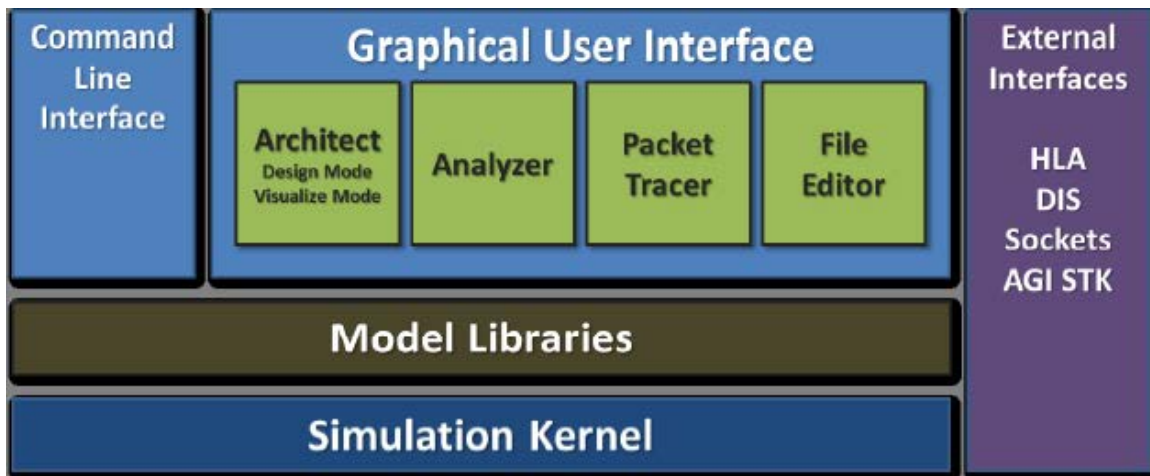 Command
Line
Interface
Graphical User Interface
Architect
Design Mode
Visualize Mode
Analyzer
Packet
Tracer
File
Editor
External
Interfaces
HLA
DIS
Sockets
AGI STK
Model Libraries
Simulation Kernel